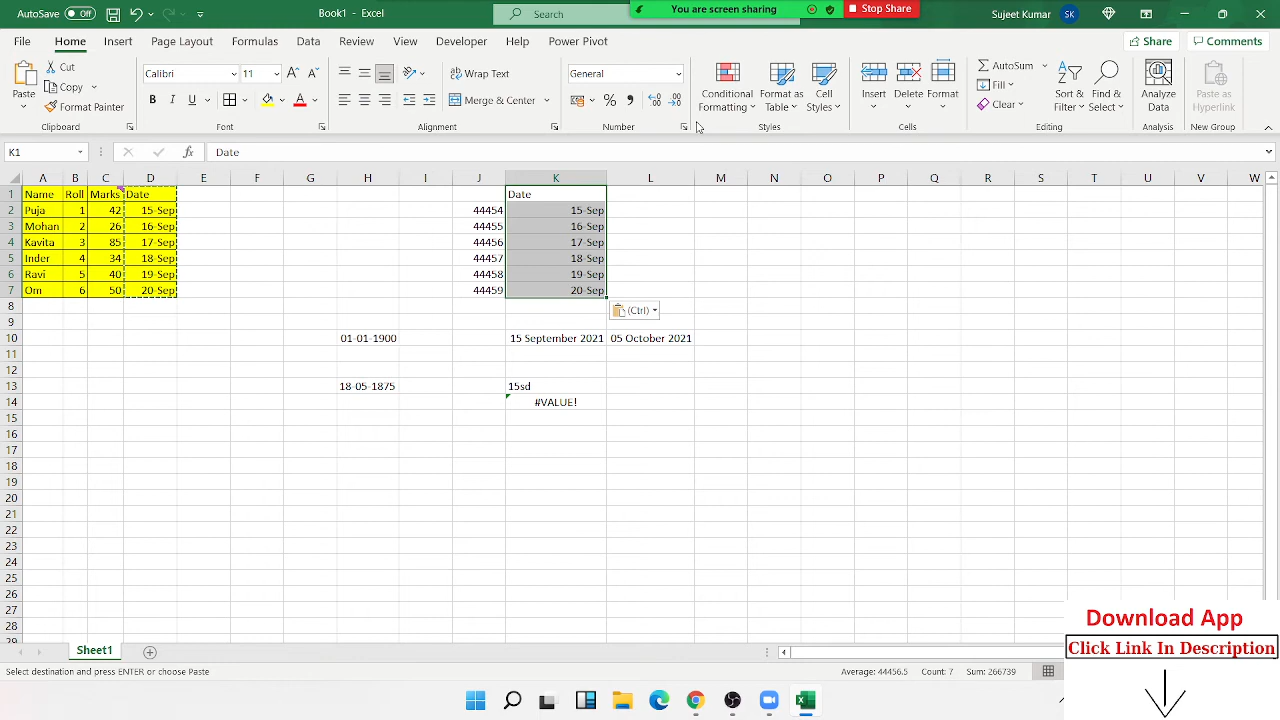 AutoSave Off Book1 - Excel Search You are screen sharing Stop Share Sujeet Kumar SK
File Home Insert Page Layout Formulas Data Review View Developer Help Power Pivot Share Comments
Paste Cut Copy Format Painter
Calibri 11 B I U A A A
Wrap Text Merge & Center
General % ,
Conditional Formatting Format as Table Cell Styles
Insert Delete Format
AutoSum Fill Clear Sort & Filter Find & Select
Analyze Data Paste as Hyperlink
Clipboard Font Alignment Number Styles Cells Editing Analysis New Group
K1 fx Date
A B C D E F G H I J K L M N O P Q R S T U V W
1 Name Roll Marks Date Date
2 Puja 1 42 15-Sep 44454 15-Sep
3 Mohan 2 26 16-Sep 44455 16-Sep
4 Kavita 3 85 17-Sep 44456 17-Sep
5 Inder 4 34 18-Sep 44457 18-Sep
6 Ravi 5 40 19-Sep 44458 19-Sep
7 Om 6 50 20-Sep 44459 20-Sep
8 (Ctrl)
9
10 01-01-1900 15 September 2021 05 October 2021
11
12
13 18-05-1875 15sd
14 #VALUE!
15
16
17
18
19
20
21
22
23
24
25
26
27
28
29
Download App
Click Link In Description
Sheet1
Select destination and press ENTER or choose Paste Average: 44456.5 Count: 7 Sum: 266739